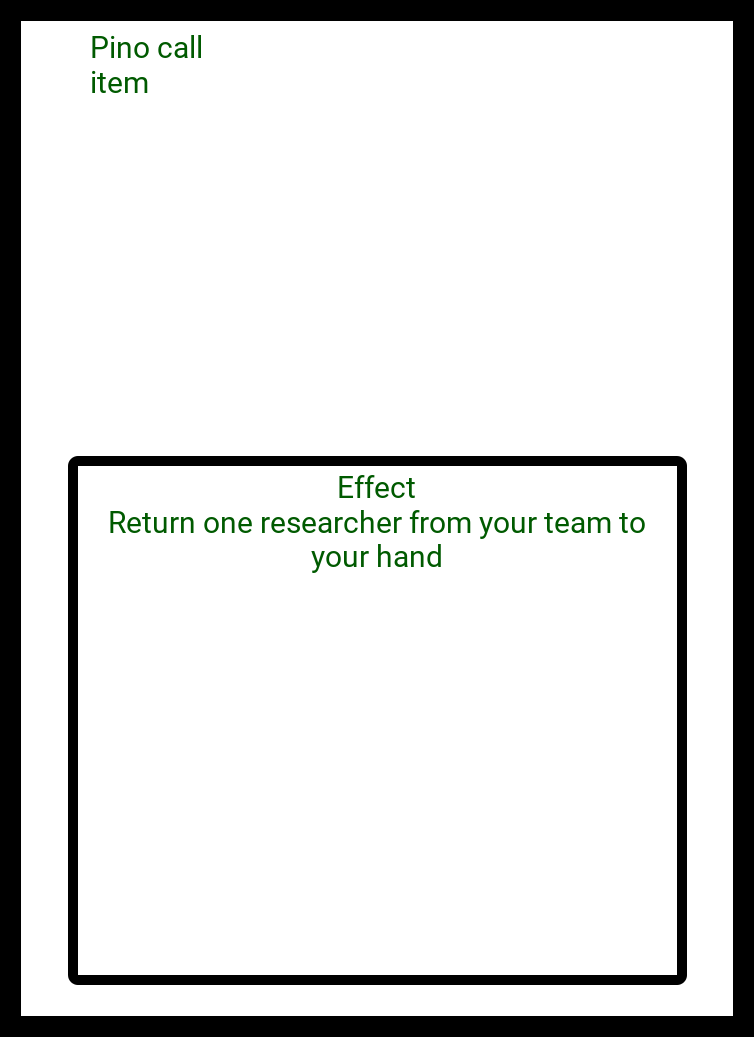 Pino call
item
Effect
Return one researcher from your team to
your hand